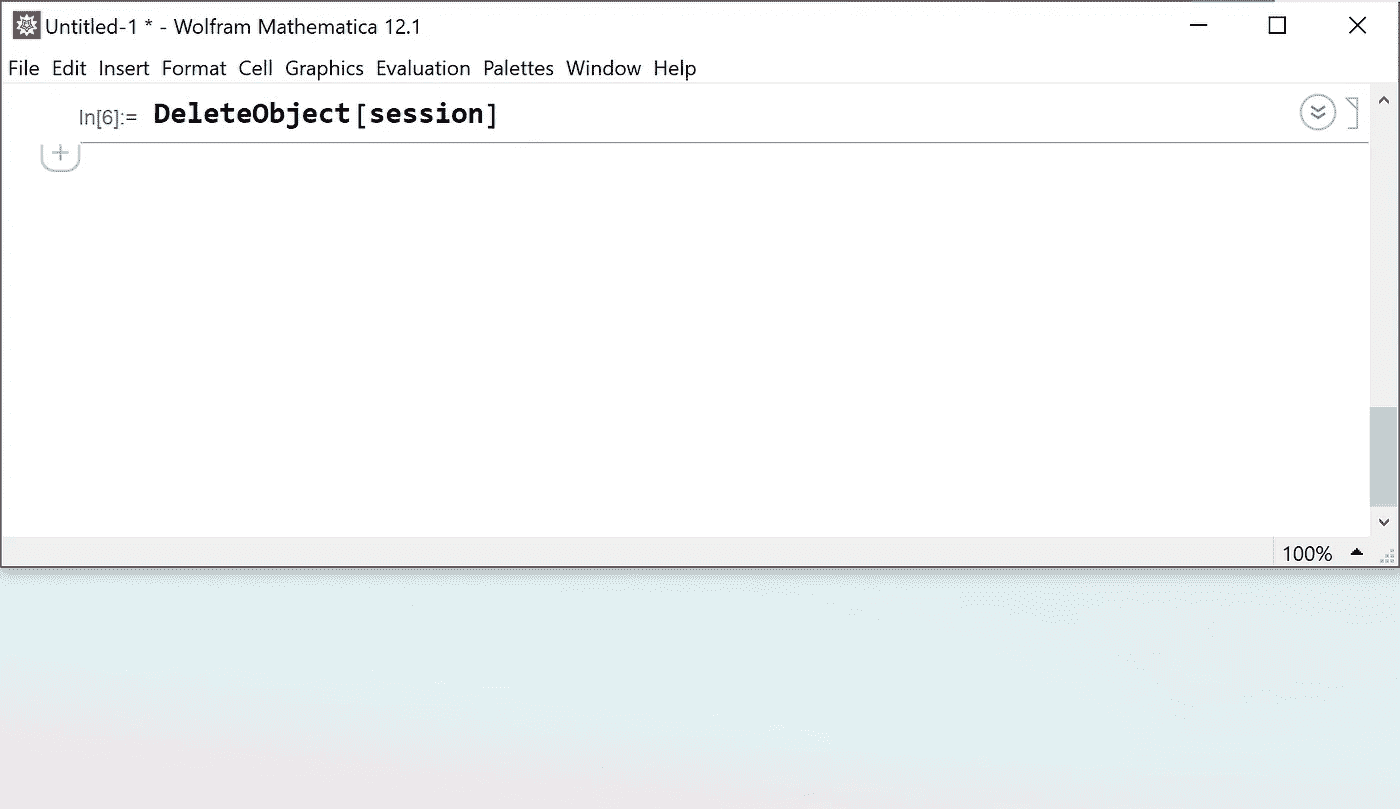 Untitled-1 * - Wolfram Mathematica 12.1
File Edit Insert Format Cell Graphics Evaluation Palettes Window Help
In[6]:= DeleteObject[session]
100%